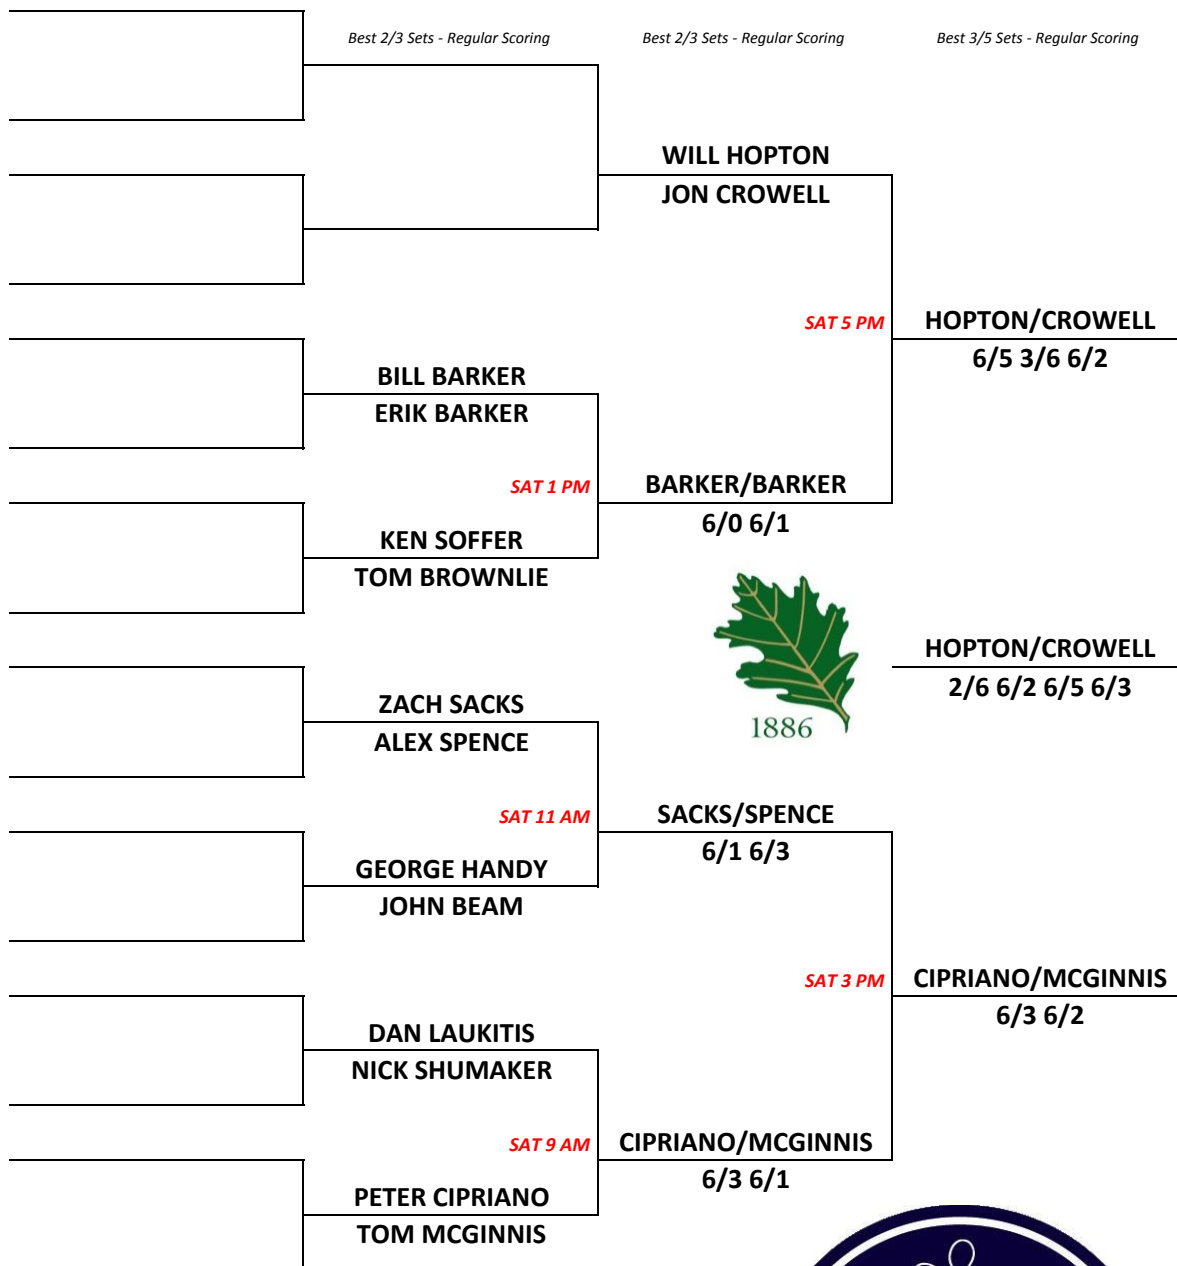 Best 2/3 Sets - Regular Scoring
Best 2/3 Sets - Regular Scoring
Best 3/5 Sets - Regular Scoring
WILL HOPTON
JON CROWELL
SAT 5 PM
HOPTON/CROWELL
6/5 3/6 6/2
BILL BARKER
ERIK BARKER
SAT 1 PM
BARKER/BARKER
6/0 6/1
KEN SOFFER
TOM BROWNLIE
HOPTON/CROWELL
2/6 6/2 6/5 6/3
1886
ZACH SACKS
ALEX SPENCE
SAT 11 AM
SACKS/SPENCE
6/1 6/3
GEORGE HANDY
JOHN BEAM
SAT 3 PM
CIPRIANO/MCGINNIS
6/3 6/2
DAN LAUKITIS
NICK SHUMAKER
SAT 9 AM
CIPRIANO/MCGINNIS
6/3 6/1
PETER CIPRIANO
TOM MCGINNIS